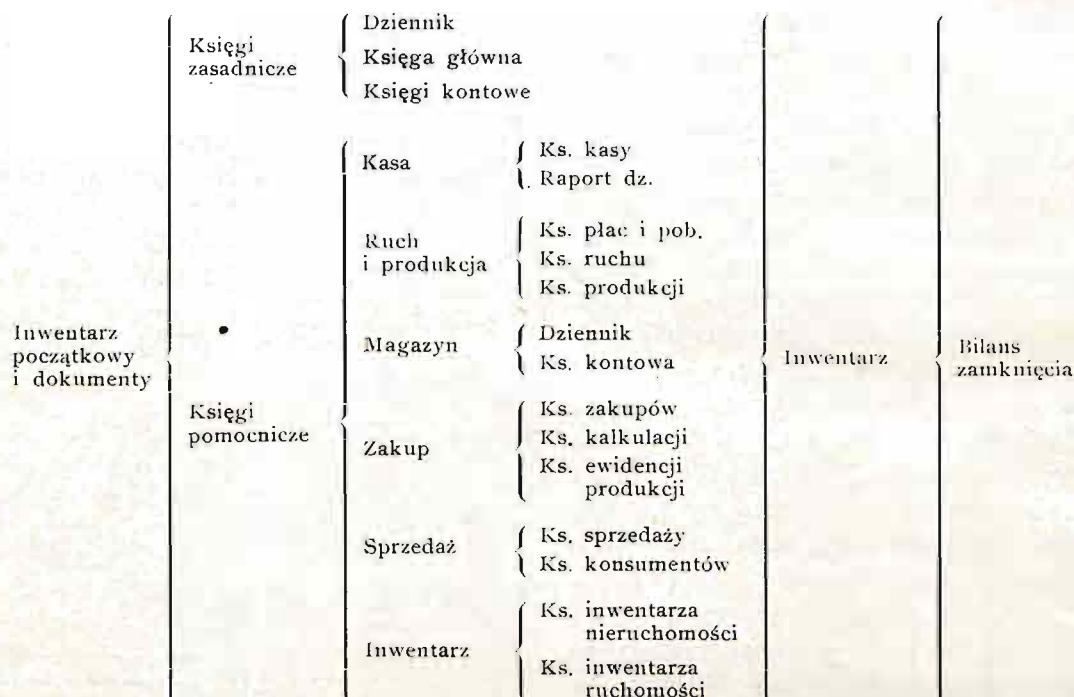 Księgi
zasadnicze
Dziennik
Księga główna
Księgi kontowe
Inwentarz
początkowy
i dokumenty
Księgi
pomocnicze
Kasa
Ks. kasy
Raport dz.
Ruch
i produkcja
Ks. płac i pob.
Ks. ruchu
Ks. produkcji
Magazyn
Dziennik
Ks. kontowa
Zakup
Ks. zakupów
Ks. kalkulacji
Ks. ewidencji
produkcji
Sprzedaż
Ks. sprzedaży
Ks. konsumentów
Inwentarz
Ks. inwentarza
nieruchomości
Ks. inwentarza
ruchomości
Inwentarz
Bilans
zamknięcia